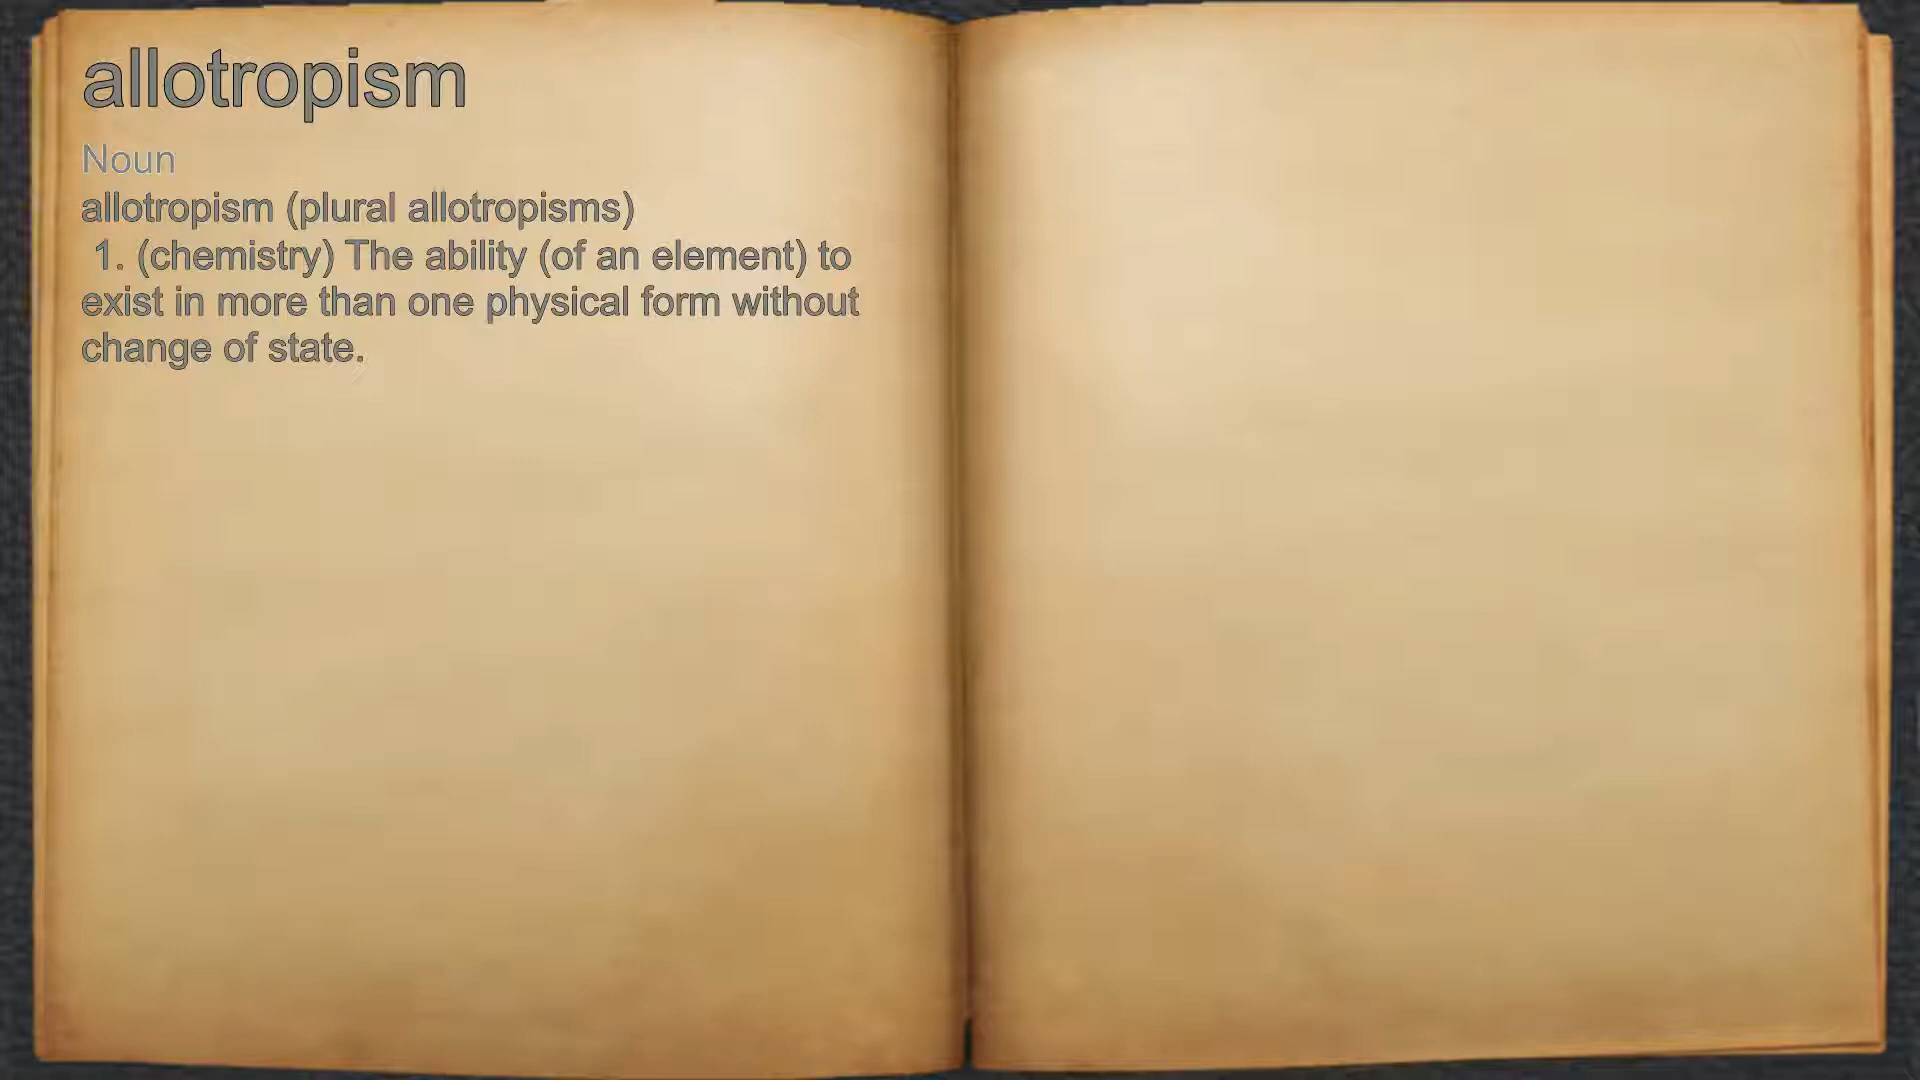 allotropism
Noun
allotropism (plural allotropisms)
1. (chemistry) The ability (of an element) to
exist in more than one physical form without
change of state.